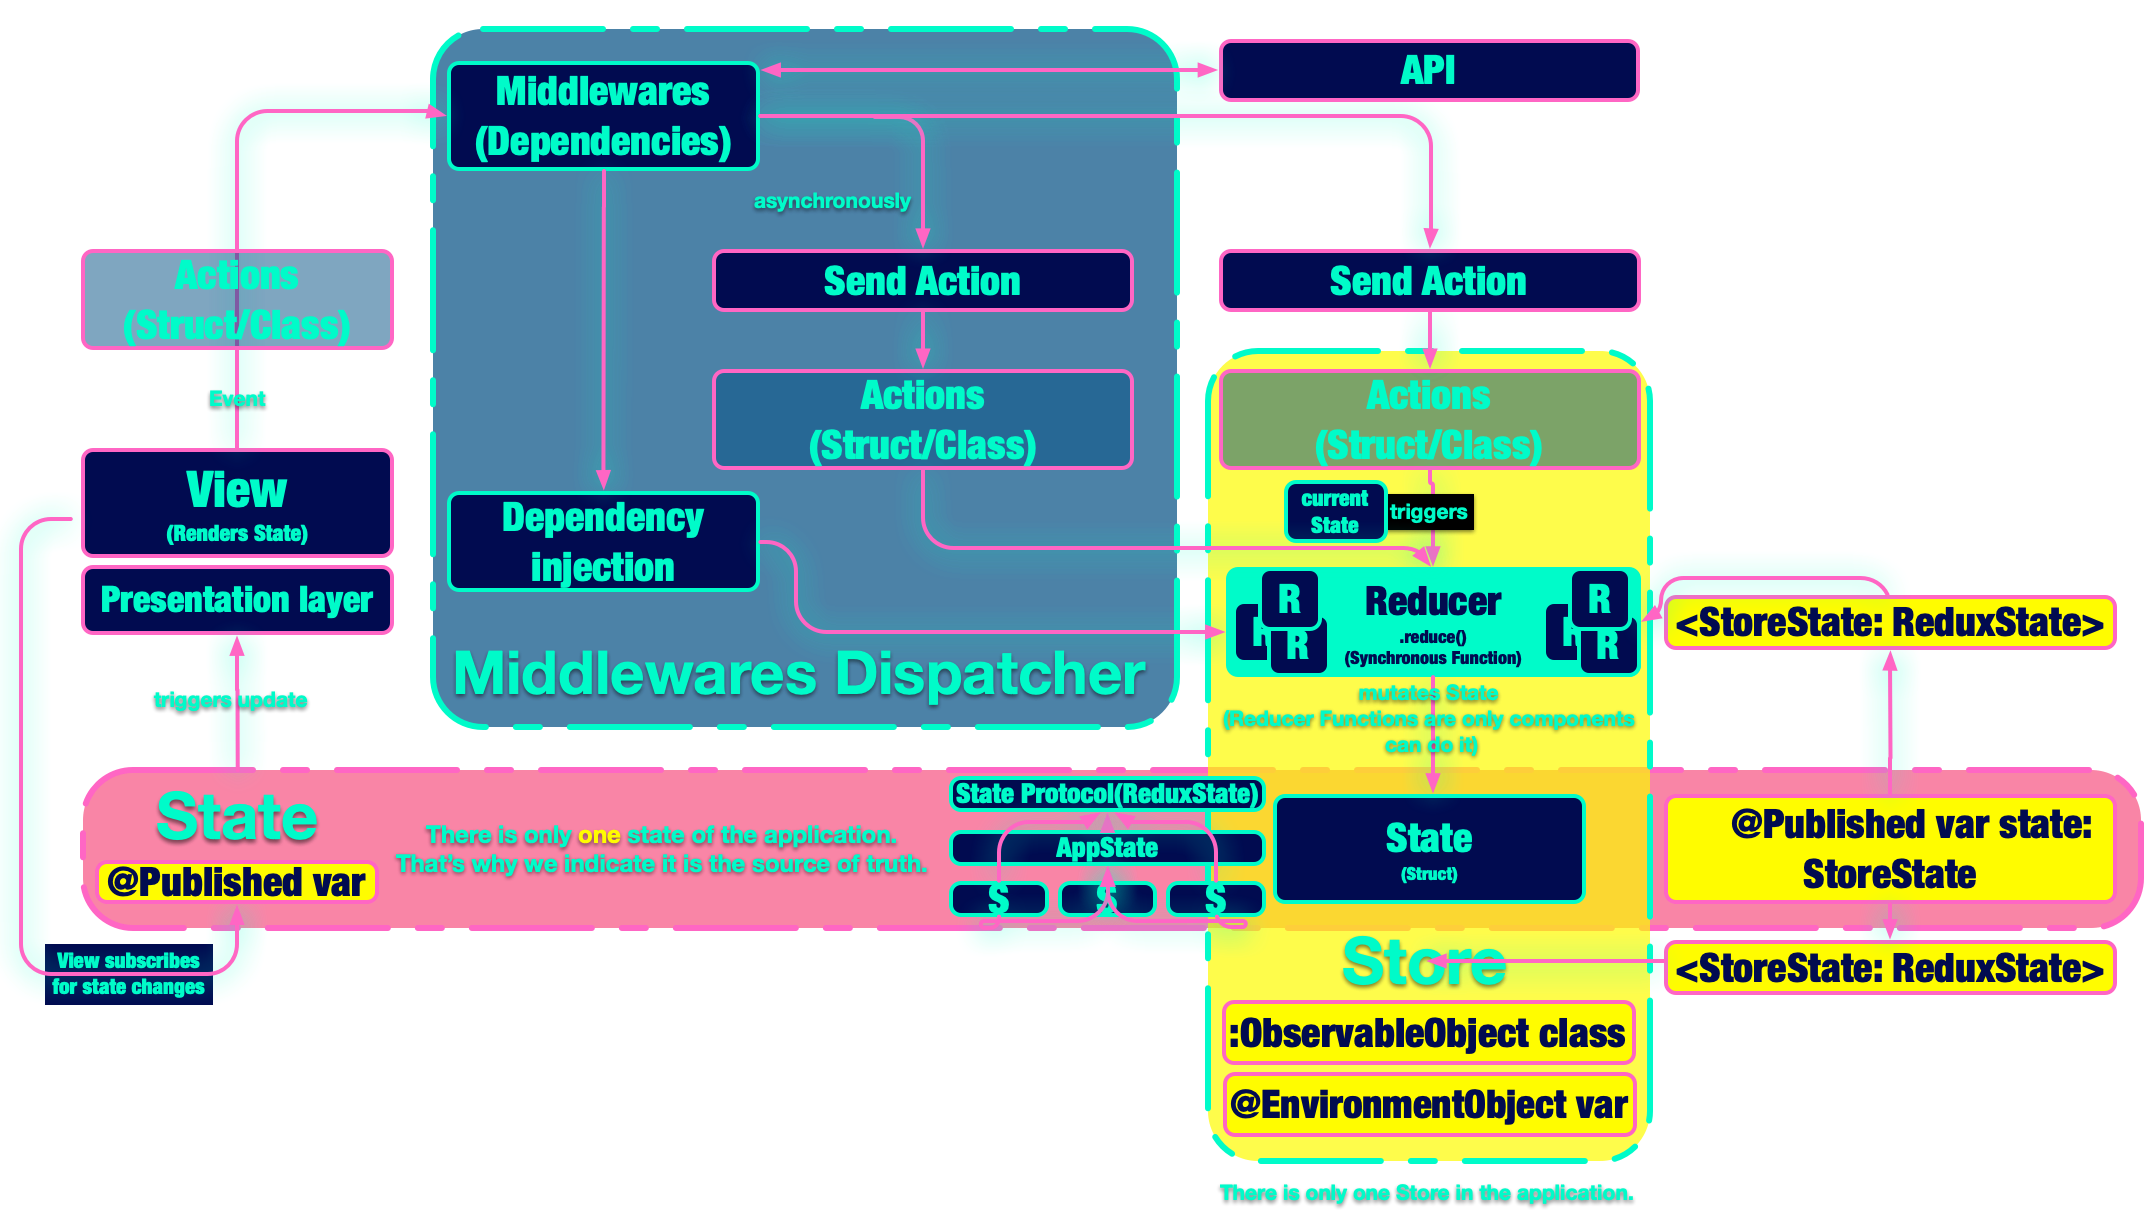 Middlewares
(Dependencies)
API
asynchronously
Actions
(Struct/Class)
Send Action
Send Action
Event
Actions
(Struct/Class)
Actions
(Struct/Class)
View
(Renders State)
Presentation layer
Dependency
injection
current
State
triggers
R
R
R
Reducer
.reduce()
(Synchronous Function)
R
R
R
<StoreState: ReduxState>
Middlewares Dispatcher
triggers update
mutates State
(Reducer Functions are only components
can do it)
State
@Published var
There is only one state of the application.
That's why we indicate it is the source of truth.
State Protocol(ReduxState)
AppState
S
S
S
State
(Struct)
@Published var state:
StoreState
View subscribes
for state changes
Store
<StoreState: ReduxState>
:ObservableObject class
@EnvironmentObject var
There is only one Store in the application.